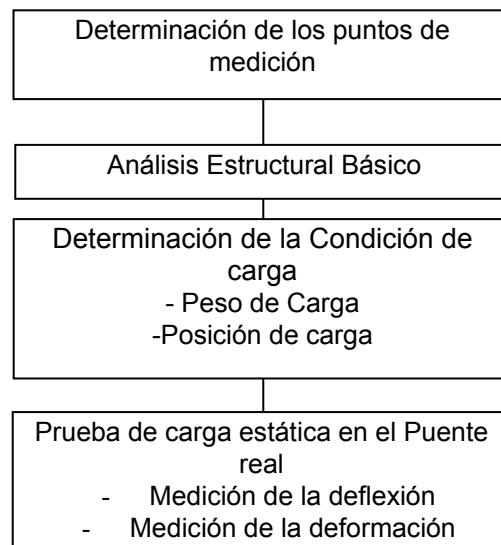 Determinación de los puntos de
medición
Análisis Estructural Básico
Determinación de la Condición de
carga
- Peso de Carga
-Posición de carga
Prueba de carga estática en el Puente
real
- Medición de la deflexión
- Medición de la deformación